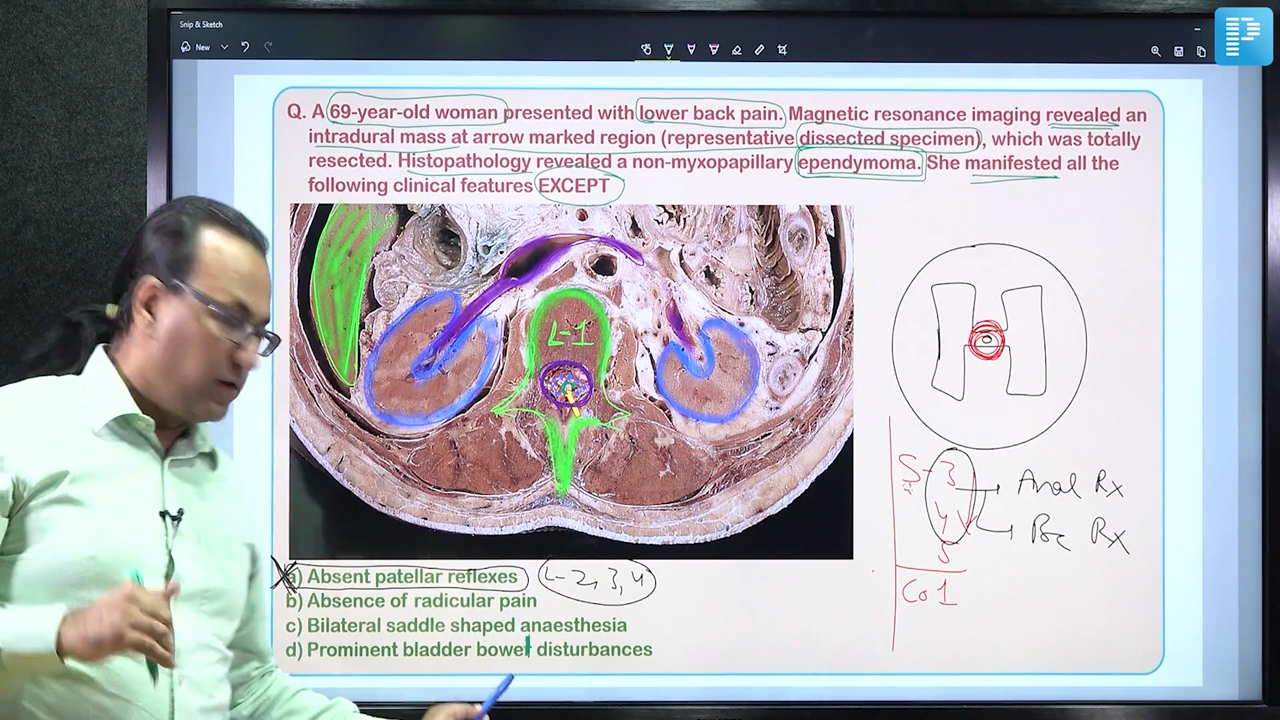 Snip & Sketch
New
P
Q. A 69-year-old woman presented with lower back pain. Magnetic resonance imaging revealed an
intradural mass at arrow marked region (representative dissected specimen), which was totally
resected. Histopathology revealed a non-myxopapillary ependymoma. She manifested all the
following clinical features EXCEPT
L-1
S-3
4
5
Co1
Anal Rx
Bc Rx
a) Absent patellar reflexes
L-2,3,4
b) Absence of radicular pain
c) Bilateral saddle shaped anaesthesia
d) Prominent bladder bowel disturbances